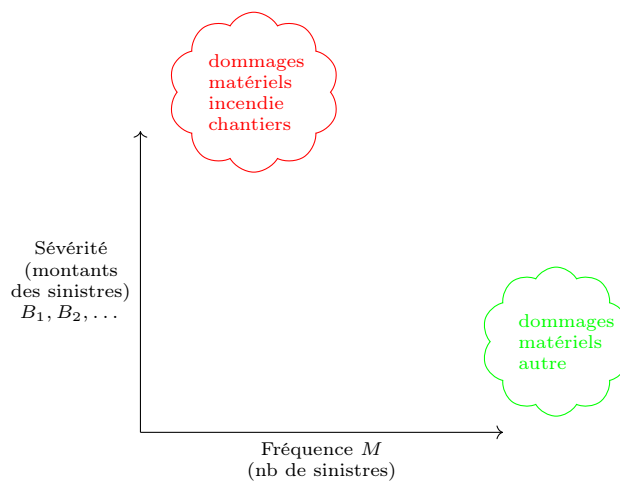 dommages
matériels
incendie
chantiers
Sévérité
(montants
des sinistres)
B₁, B₂, . . .
dommages
matériels
autre
Fréquence M
(nb de sinistres)